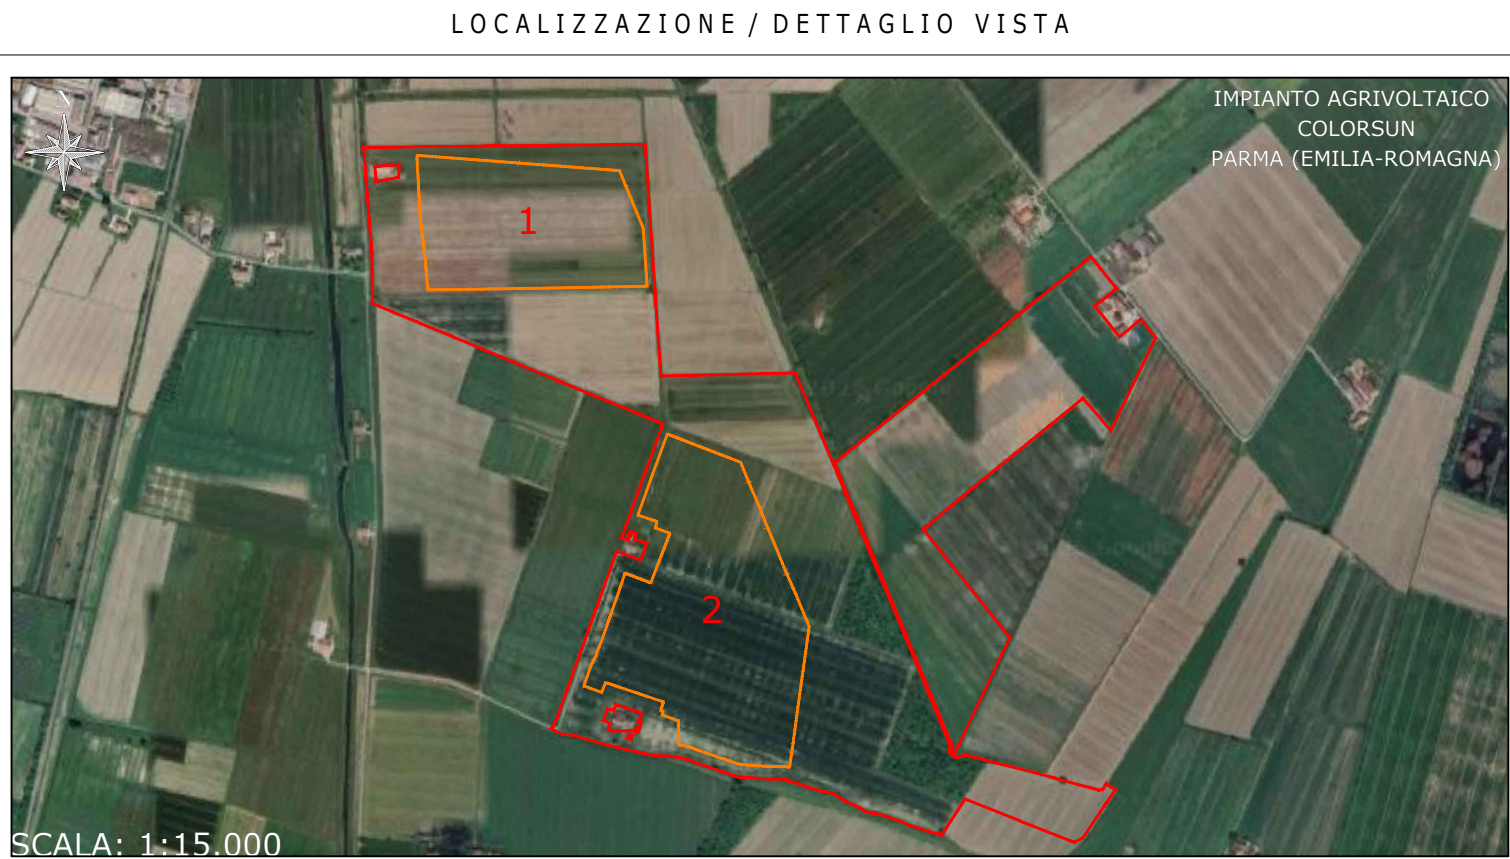 LOCALIZZAZIONE / DETTAGLIO VISTA
N
IMPIANTO AGRIVOLTAICO
COLORSUN
PARMA (EMILIA-ROMAGNA)
1
2
SCALA: 1:15.000